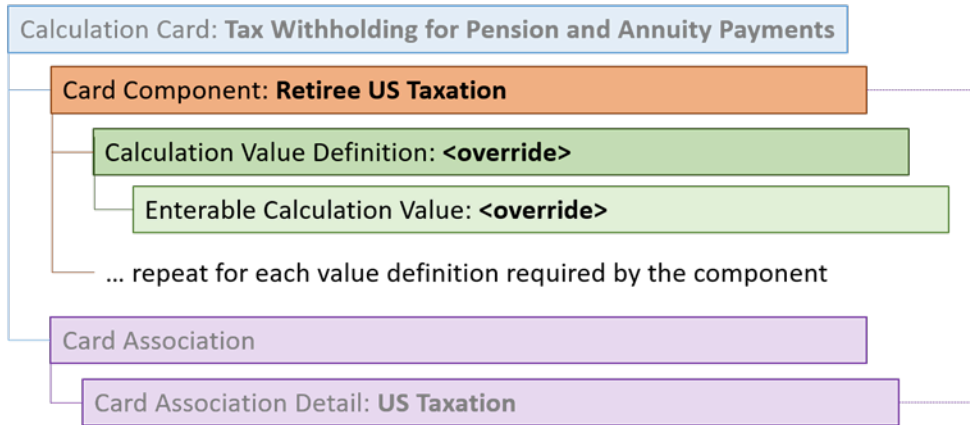 Calculation Card: Tax Withholding for Pension and Annuity Payments
Card Component: Retiree US Taxation
Calculation Value Definition: <override>
Enterable Calculation Value: <override>
... repeat for each value definition required by the component
Card Association
Card Association Detail: US Taxation